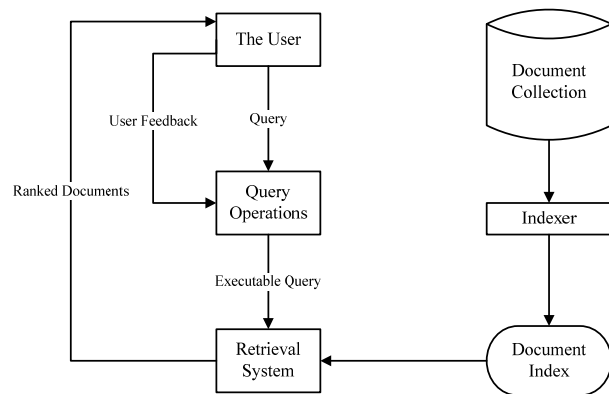 The User
Document
Collection
User Feedback
Query
Ranked Documents
Query
Operations
Indexer
Executable Query
Retrieval
System
Document
Index